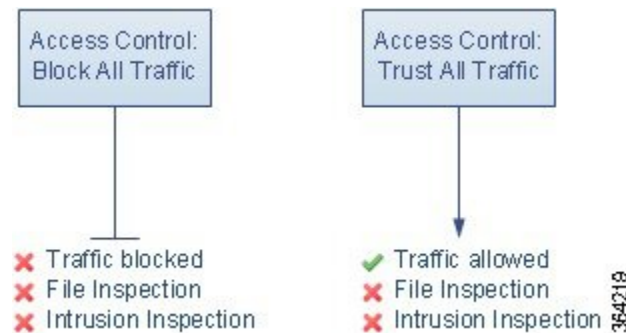 Access Control:
Block All Traffic
Traffic blocked
File Inspection
Intrusion Inspection
Access Control:
Trust All Traffic
Traffic allowed
File Inspection
Intrusion Inspection
364219